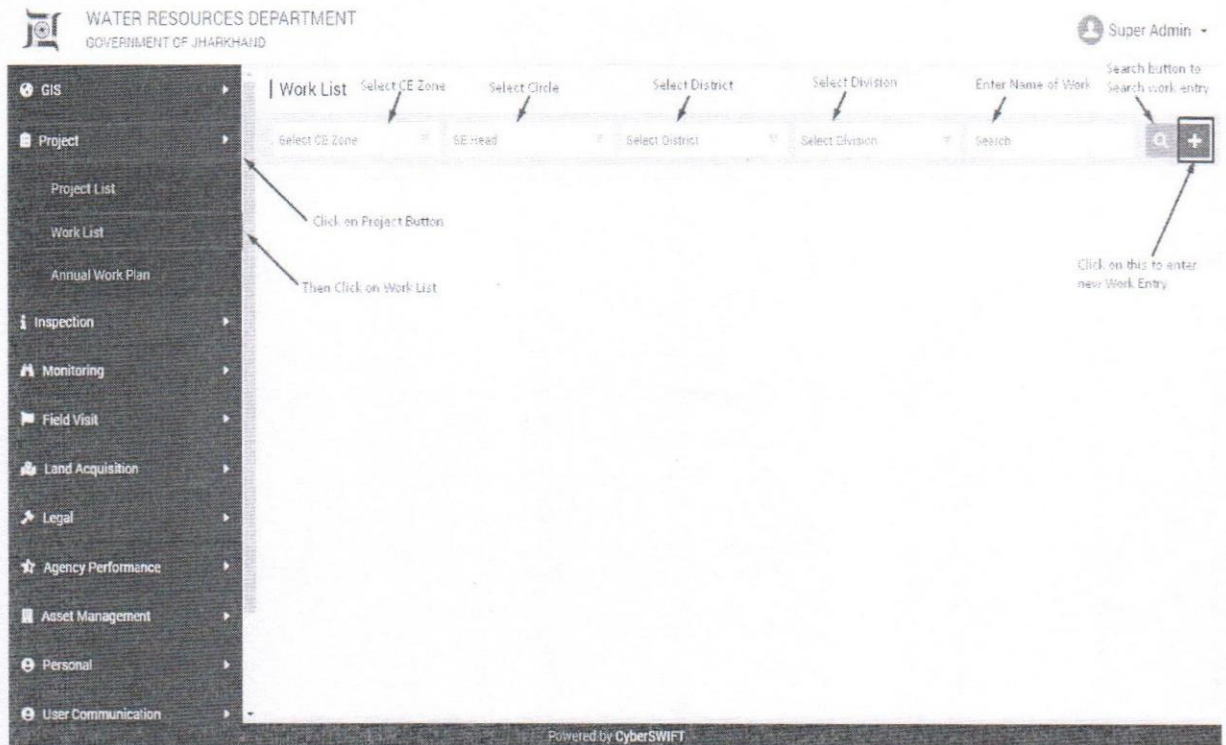 WATER RESOURCES DEPARTMENT
GOVERNMENT OF JHARKHAND
Super Admin
GIS
Project
Project List
Work List
Annual Work Plan
Inspection
Monitoring
Field Visit
Land Acquisition
Legal
Agency Performance
Asset Management
Personal
User Communication
Work List
Select CE Zone
Select Circle
Select District
Select Division
Enter Name of Work
Search button to
Search work entry
Select CE Zone
SE Head
Select District
Select Division
Search
Click on Project Button
Then Click on Work List
Click on this to enter
new Work Entry
Powered by CyberSWIFT